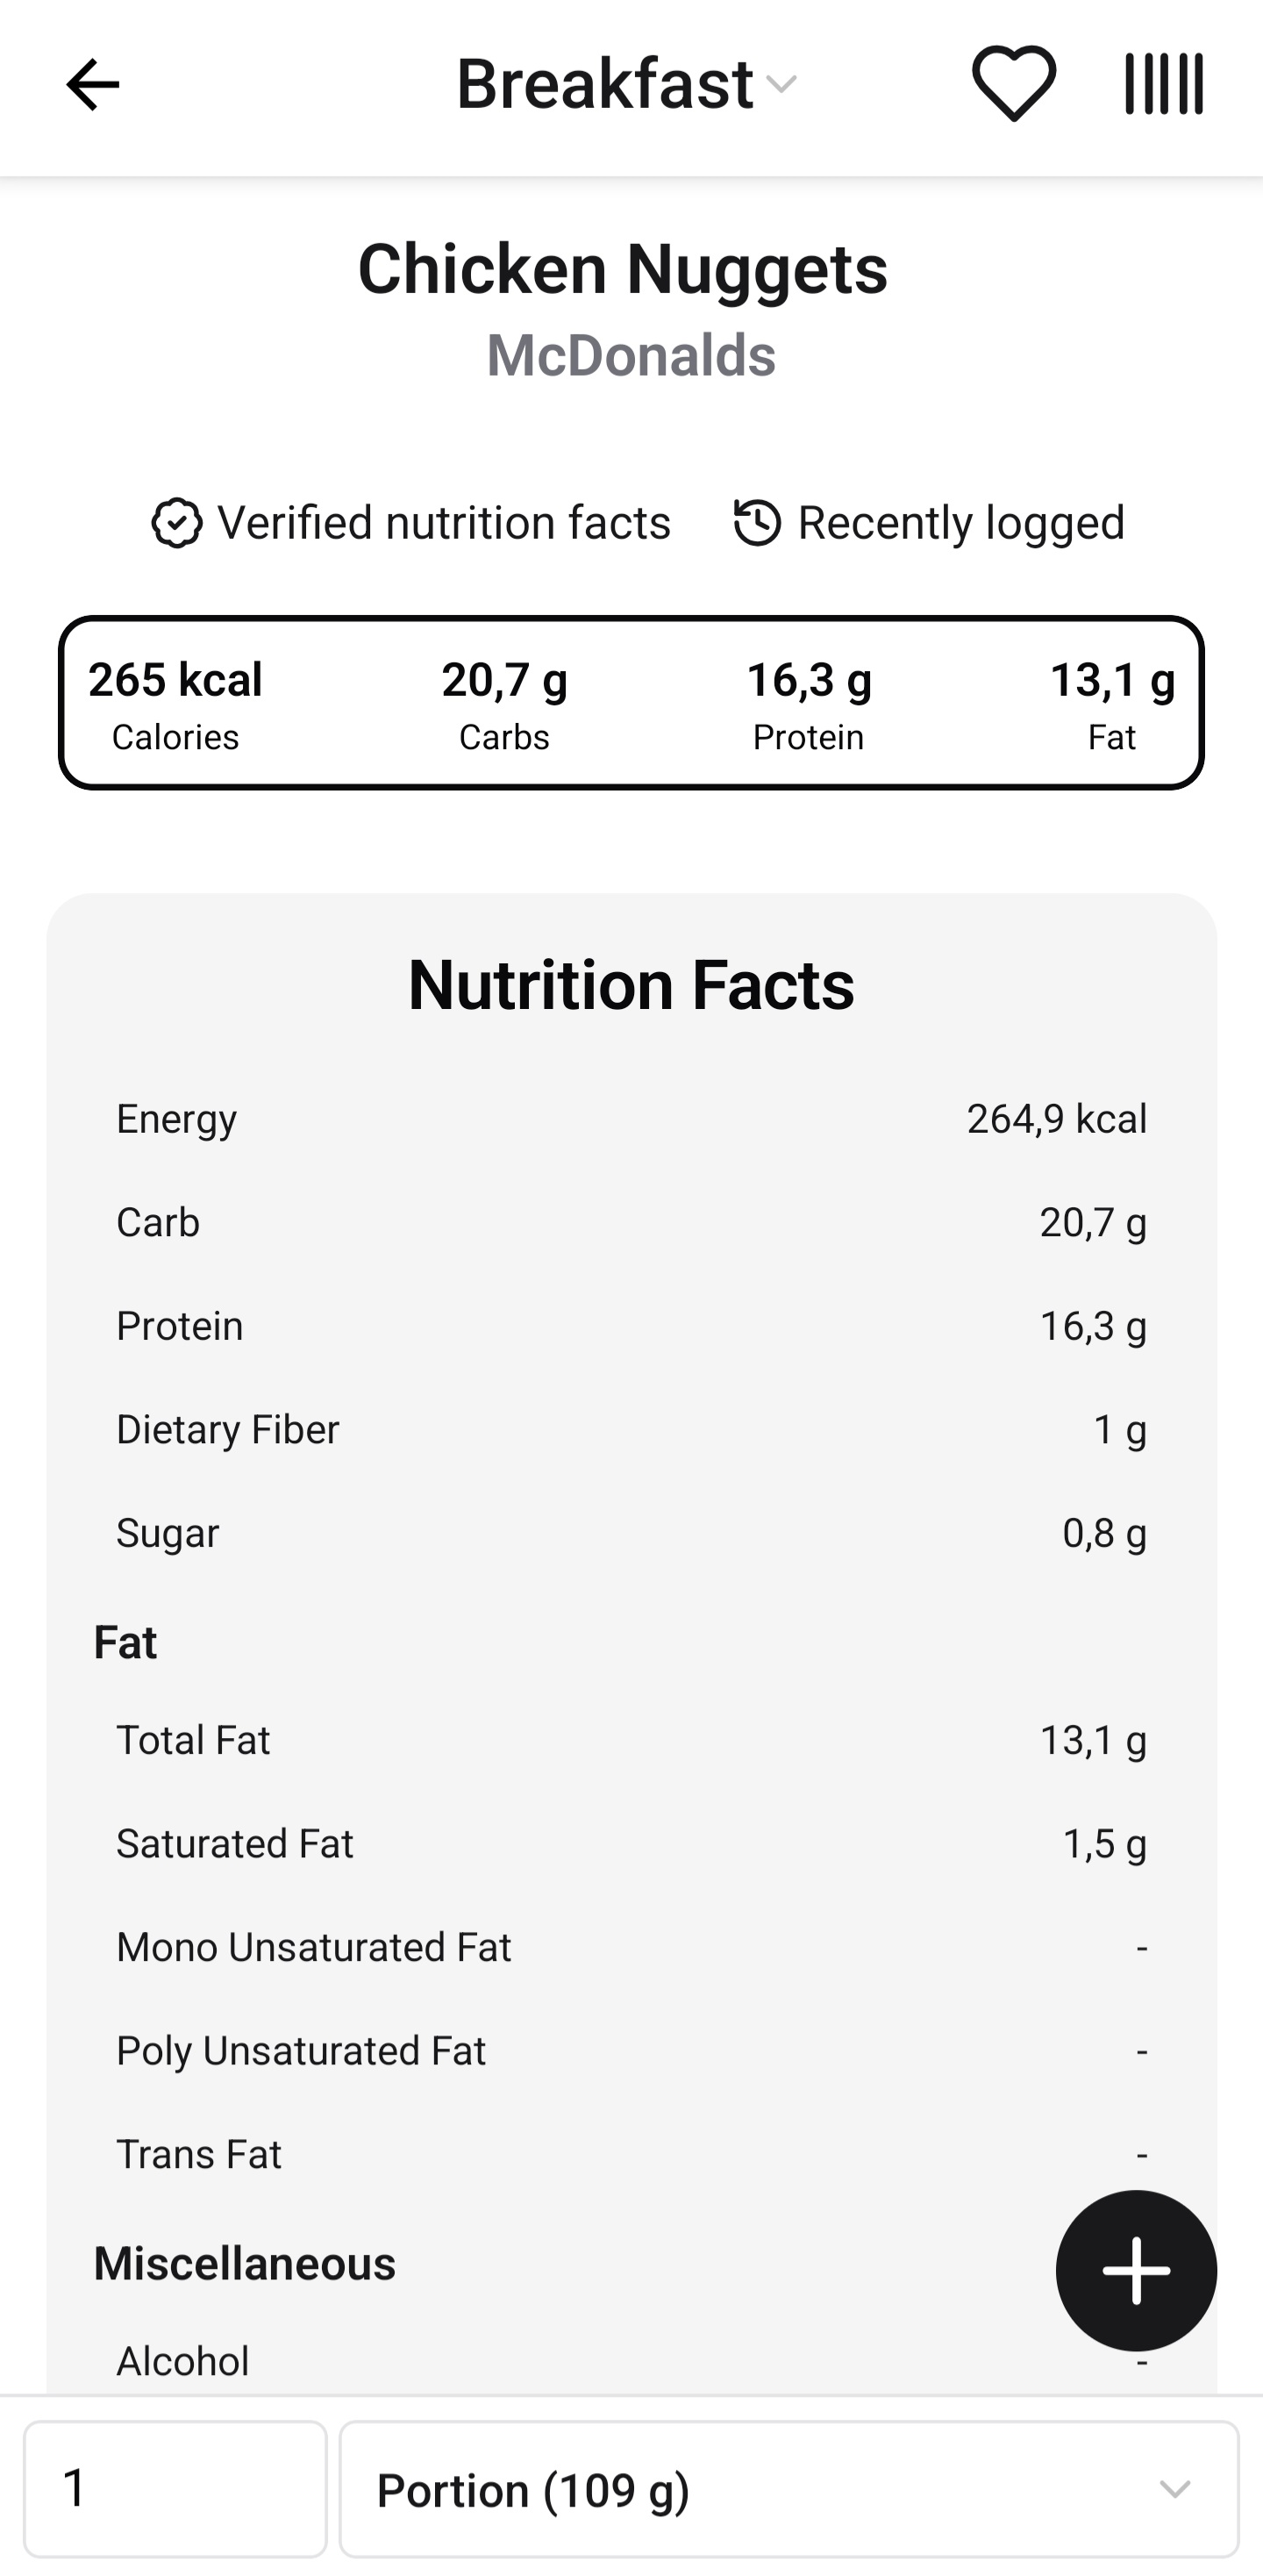 Breakfast
Chicken Nuggets
McDonalds
Verified nutrition facts Recently logged
265 kcal 20,7 g 16,3 g 13,1 g
Calories Carbs Protein Fat
Nutrition Facts
Energy 264,9 kcal
Carb 20,7 g
Protein 16,3 g
Dietary Fiber 1 g
Sugar 0,8 g
Fat
Total Fat 13,1 g
Saturated Fat 1,5 g
Mono Unsaturated Fat -
Poly Unsaturated Fat -
Trans Fat -
Miscellaneous
Alcohol -
1 Portion (109 g)